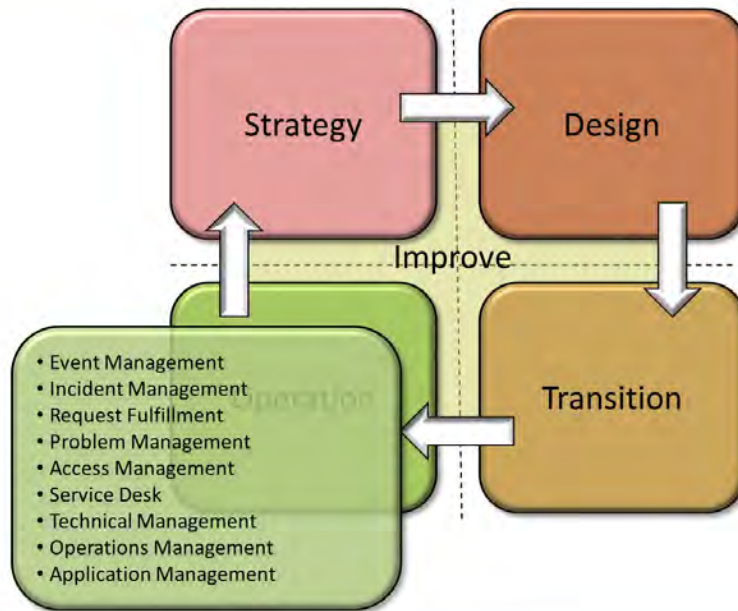 Strategy
Design
Improve
Operation
Transition
• Event Management
• Incident Management
• Request Fulfillment
• Problem Management
• Access Management
• Service Desk
• Technical Management
• Operations Management
• Application Management